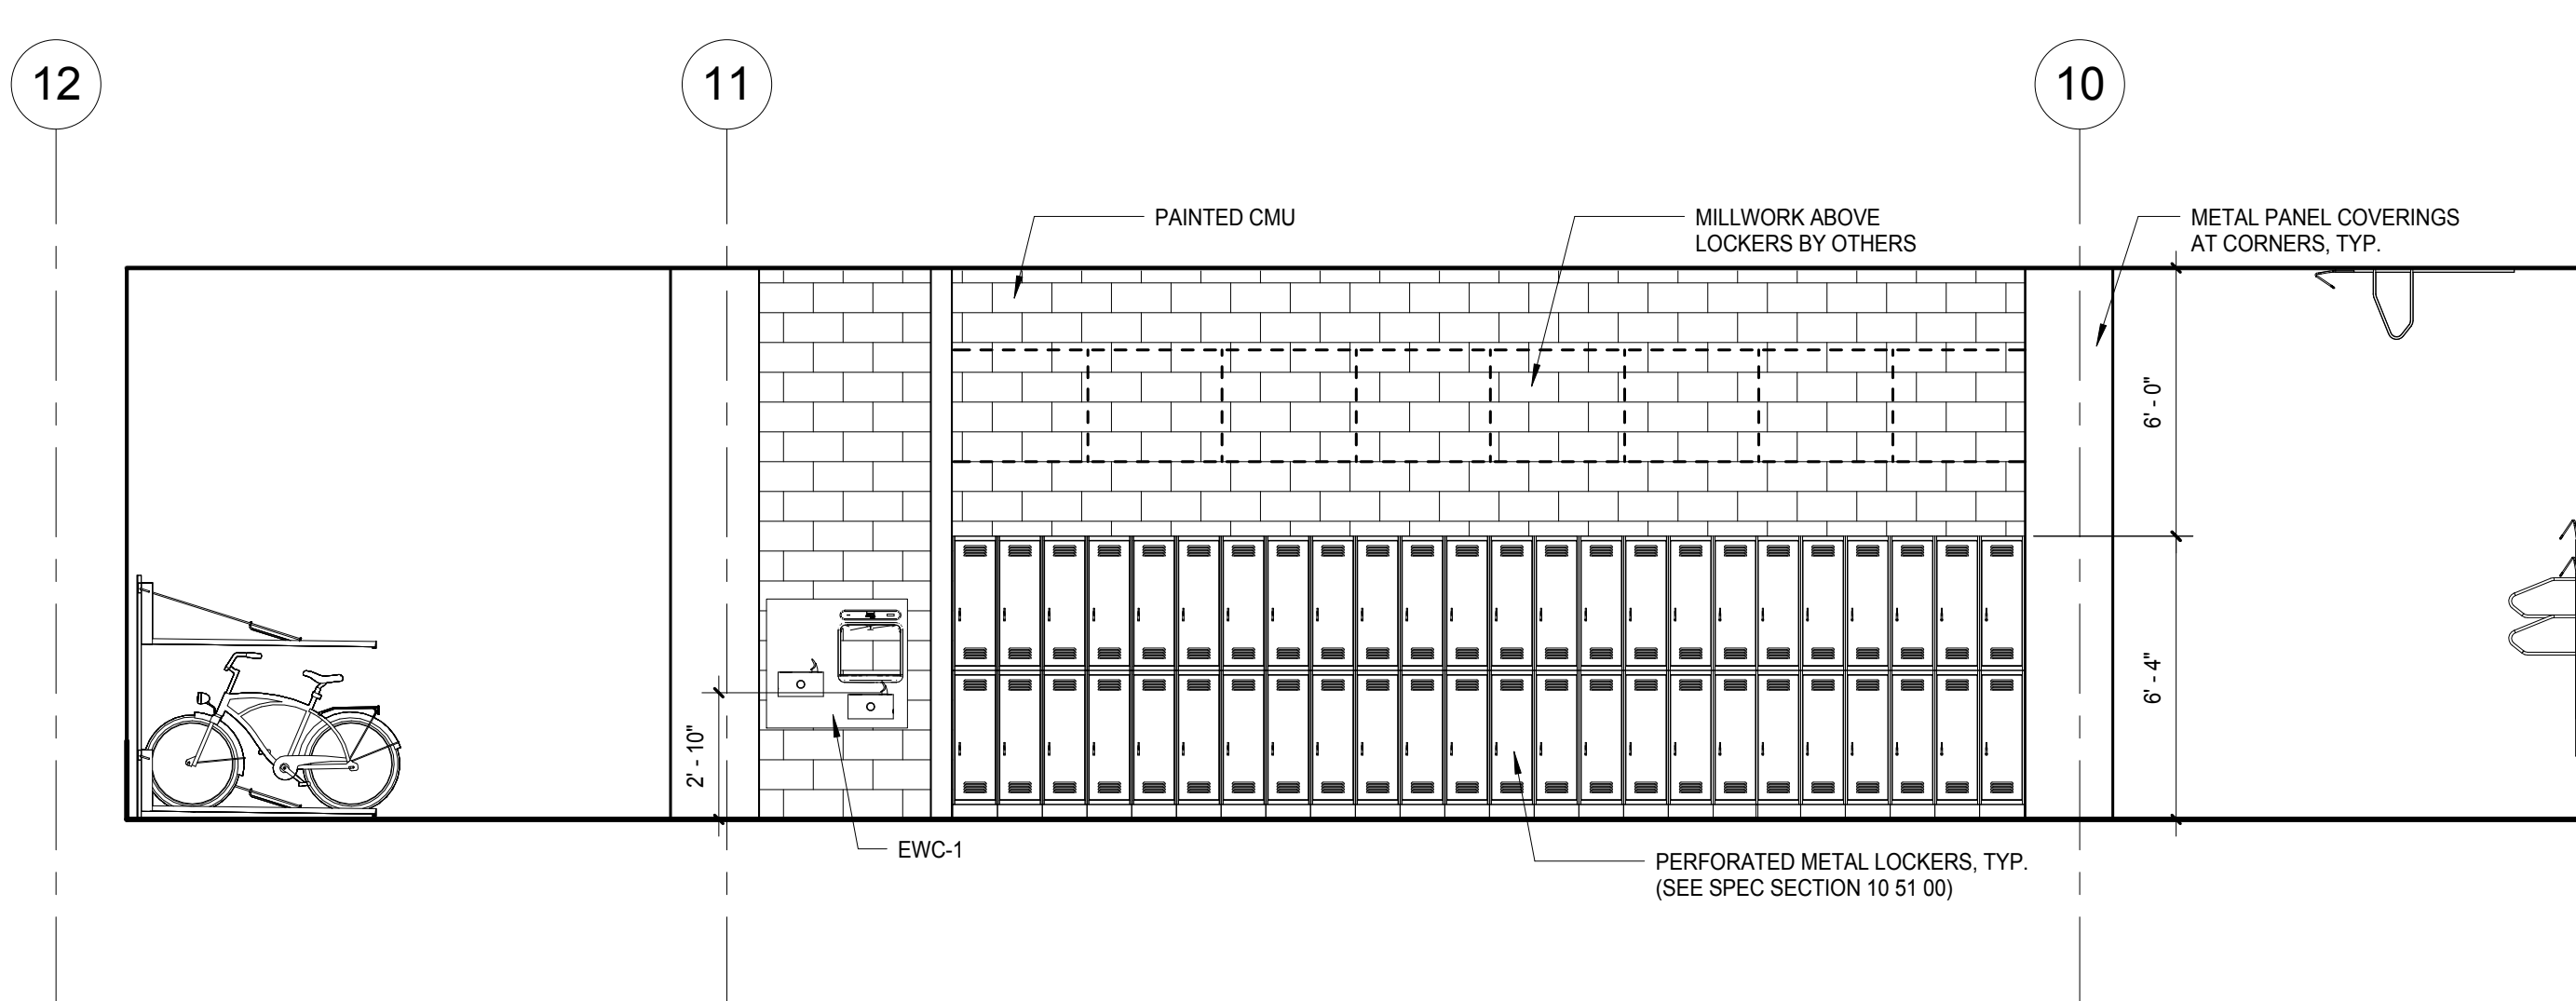 12
11
10
PAINTED CMU
MILLWORK ABOVE
LOCKERS BY OTHERS
METAL PANEL COVERINGS
AT CORNERS, TYP.
6' - 0"
6' - 4"
2' - 10"
EWC-1
PERFORATED METAL LOCKERS, TYP.
(SEE SPEC SECTION 10 51 00)